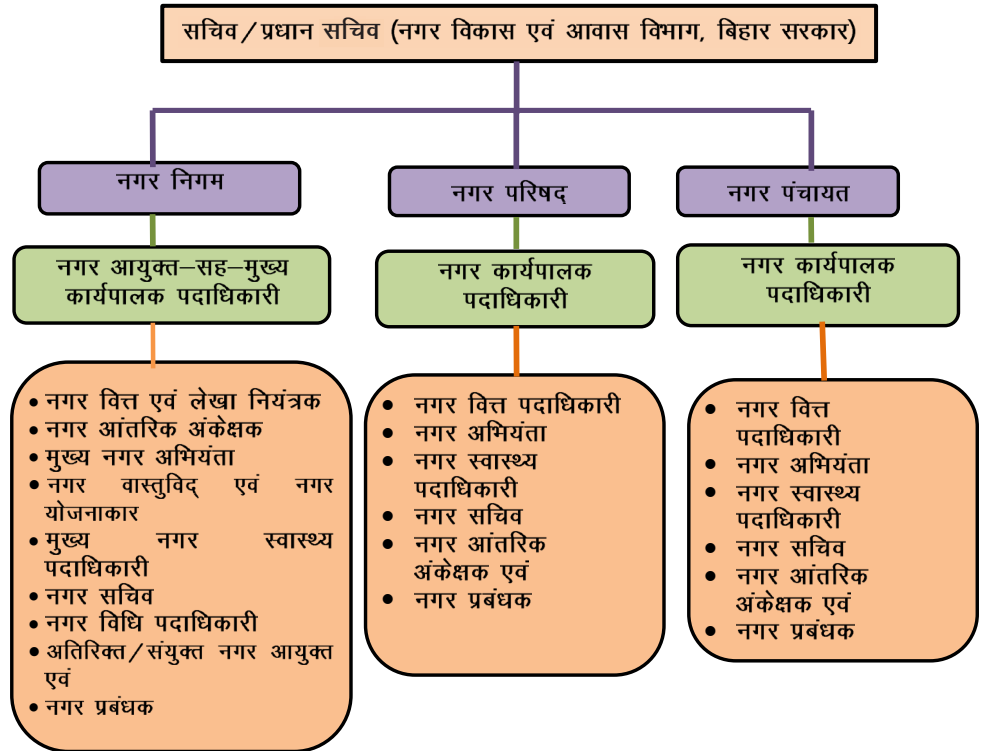 सचिव/प्रधान सचिव (नगर विकास एवं आवास विभाग, बिहार सरकार)
नगर निगम
नगर परिषद्
नगर पंचायत
नगर आयुक्त–सह–मुख्य
कार्यपालक पदाधिकारी
नगर कार्यपालक
पदाधिकारी
नगर कार्यपालक
पदाधिकारी
• नगर वित्त एवं लेखा नियंत्रक
• नगर आंतरिक अंकेक्षक
• मुख्य नगर अभियंता
• नगर वास्तुविद् एवं नगर
योजनाकार
• मुख्य नगर स्वास्थ्य
पदाधिकारी
• नगर सचिव
• नगर विधि पदाधिकारी
• अतिरिक्त/संयुक्त नगर आयुक्त
एवं
• नगर प्रबंधक
• नगर वित्त पदाधिकारी
• नगर अभियंता
• नगर स्वास्थ्य
पदाधिकारी
• नगर सचिव
• नगर आंतरिक
अंकेक्षक एवं
• नगर प्रबंधक
• नगर वित्त
पदाधिकारी
• नगर अभियंता
• नगर स्वास्थ्य
पदाधिकारी
• नगर सचिव
• नगर आंतरिक
अंकेक्षक एवं
• नगर प्रबंधक